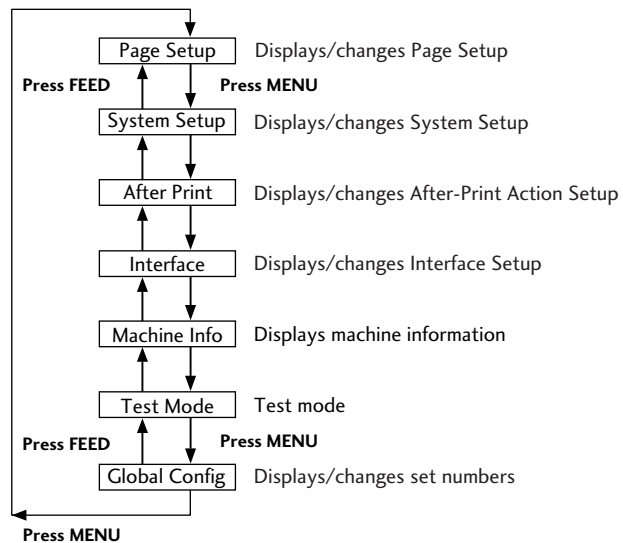 Page Setup Displays/changes Page Setup
Press FEED Press MENU
System Setup Displays/changes System Setup
After Print Displays/changes After-Print Action Setup
Interface Displays/changes Interface Setup
Machine Info Displays machine information
Test Mode Test mode
Press FEED Press MENU
Global Config Displays/changes set numbers
Press MENU